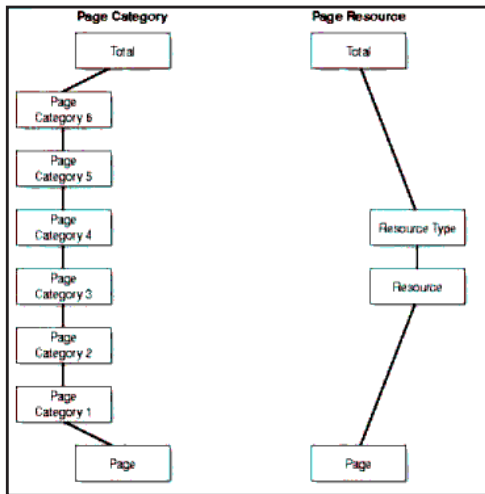 Page Category
Page Resource
Total
Page
Category 6
Page
Category 5
Page
Category 4
Page
Category 3
Page
Category 2
Page
Category 1
Page
Total
Resource Type
Resource
Page